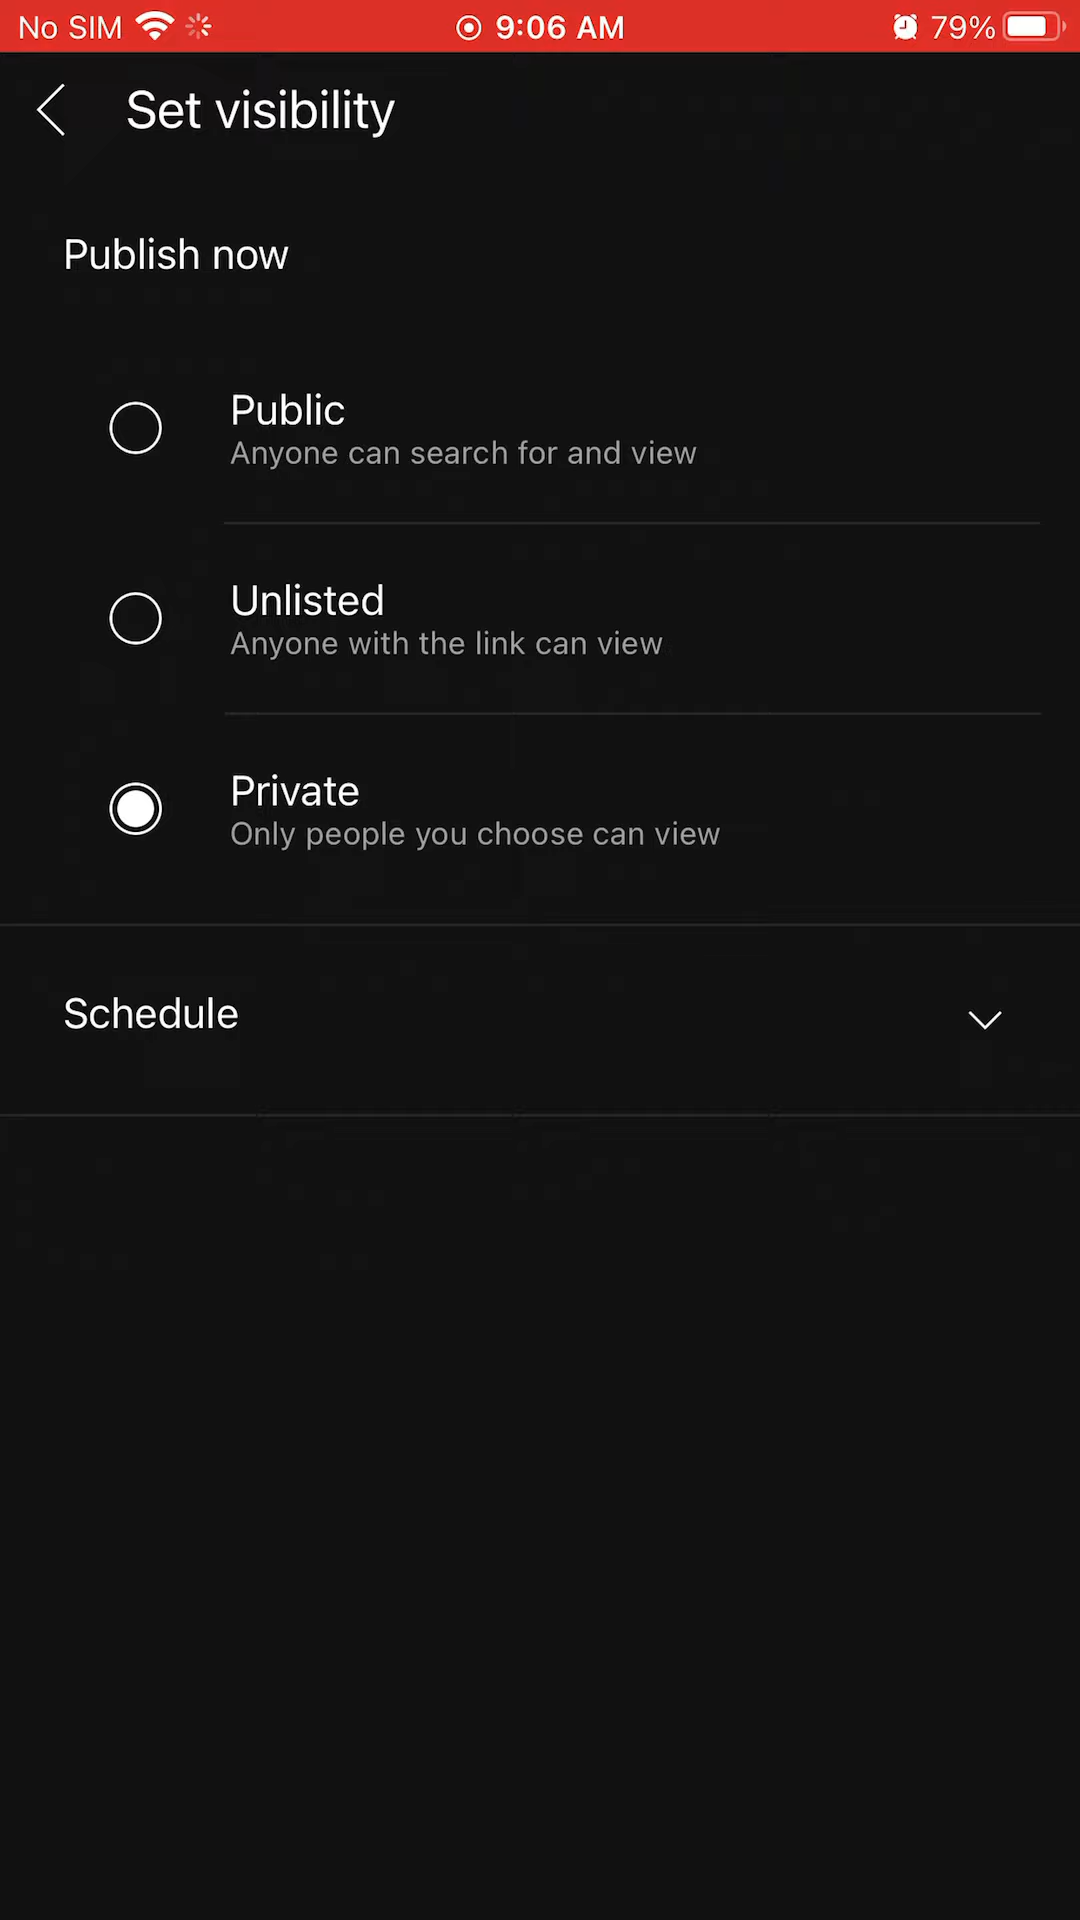 No SIM 9:06 AM 79%
Set visibility
Publish now
Public
Anyone can search for and view
Unlisted
Anyone with the link can view
Private
Only people you choose can view
Schedule